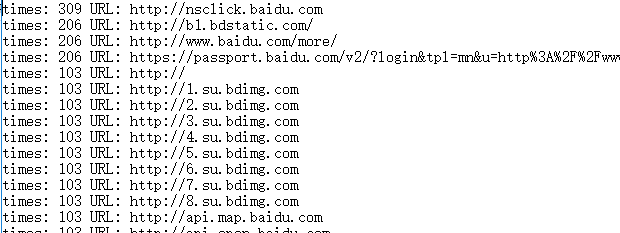 times: 309 URL: http://nsclick.baidu.com
times: 206 URL: http://b1.bdstatic.com/
times: 206 URL: http://www.baidu.com/more/
times: 206 URL: https://passport.baidu.com/v2/?login&tpl=mn&u=http%3A%2F%2Fww
times: 103 URL: http://
times: 103 URL: http://1.su.bdimg.com
times: 103 URL: http://2.su.bdimg.com
times: 103 URL: http://3.su.bdimg.com
times: 103 URL: http://4.su.bdimg.com
times: 103 URL: http://5.su.bdimg.com
times: 103 URL: http://6.su.bdimg.com
times: 103 URL: http://7.su.bdimg.com
times: 103 URL: http://8.su.bdimg.com
times: 103 URL: http://api.map.baidu.com
times: 103 URL: